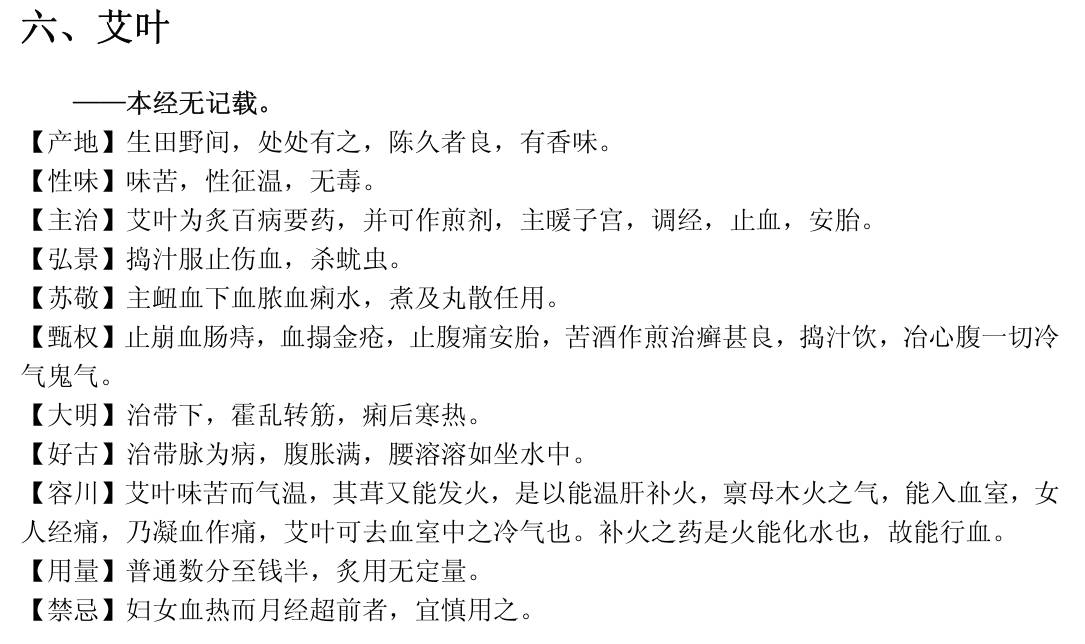 六、艾叶
——本经无记载。
【产地】生田野间，处处有之，陈久者良，有香味。
【性味】味苦，性征温，无毒。
【主治】艾叶为炙百病要药，并可作煎剂，主暖子宫，调经，止血，安胎。
【弘景】捣汁服止伤血，杀蚘虫。
【苏敬】主衄血下血脓血痢水，煮及丸散任用。
【甄权】止崩血肠痔，血搨金疮，止腹痛安胎，苦酒作煎治癣甚良，捣汁饮，冶心腹一切冷
气鬼气。
【大明】治带下，霍乱转筋，痢后寒热。
【好古】治带脉为病，腹胀满，腰溶溶如坐水中。
【容川】艾叶味苦而气温，其茸又能发火，是以能温肝补火，禀母木火之气，能入血室，女
人经痛，乃凝血作痛，艾叶可去血室中之冷气也。补火之药是火能化水也，故能行血。
【用量】普通数分至钱半，炙用无定量。
【禁忌】妇女血热而月经超前者，宜慎用之。